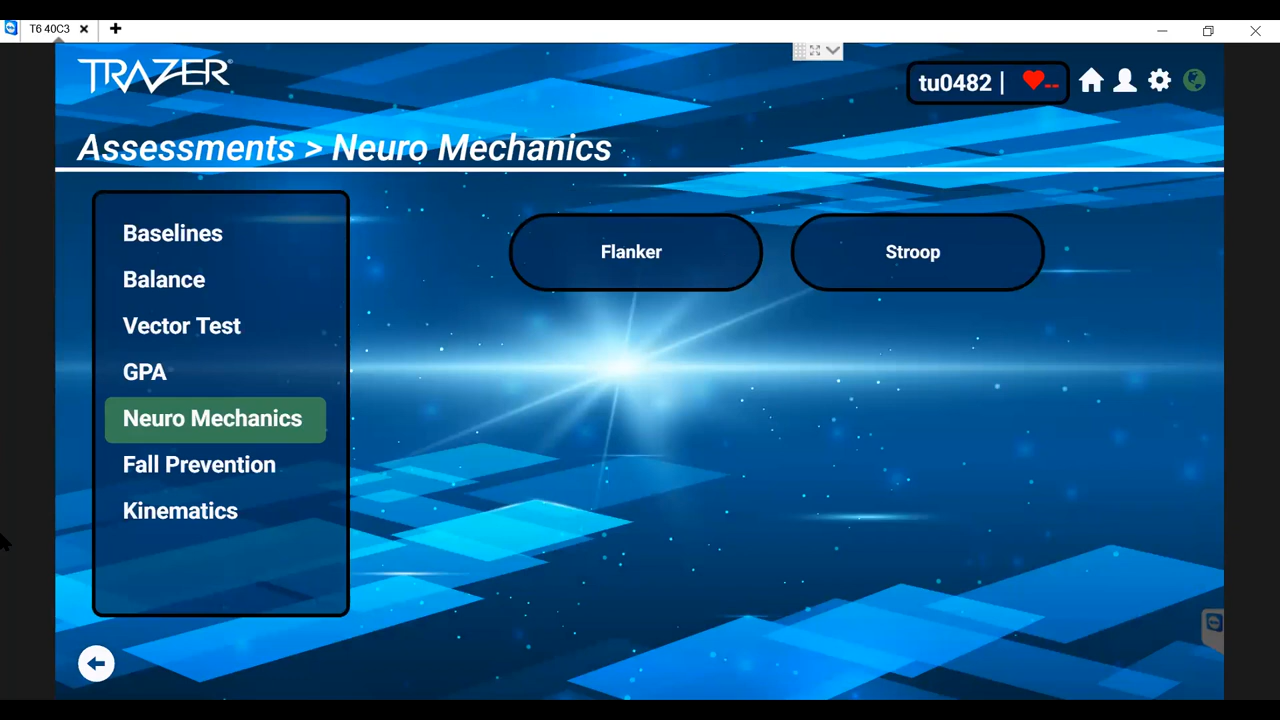 T6 40C3
TRAZER
tu0482 | --
Assessments > Neuro Mechanics
Baselines
Balance
Vector Test
GPA
Neuro Mechanics
Fall Prevention
Kinematics
Flanker
Stroop